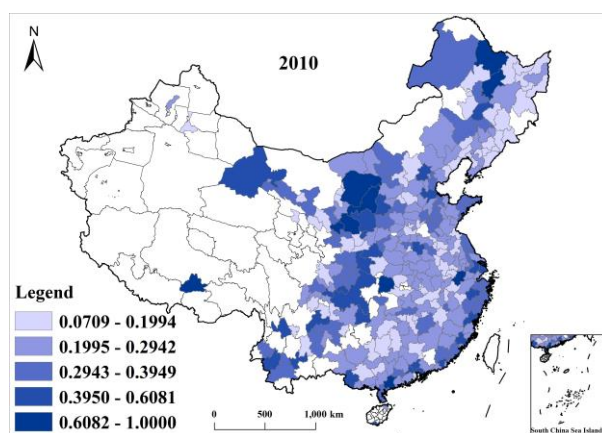 N
2010
Legend
0.0709 - 0.1994
0.1995 - 0.2942
0.2943 - 0.3949
0.3950 - 0.6081
0.6082 - 1.0000
0 500 1,000 km
South China Sea Island